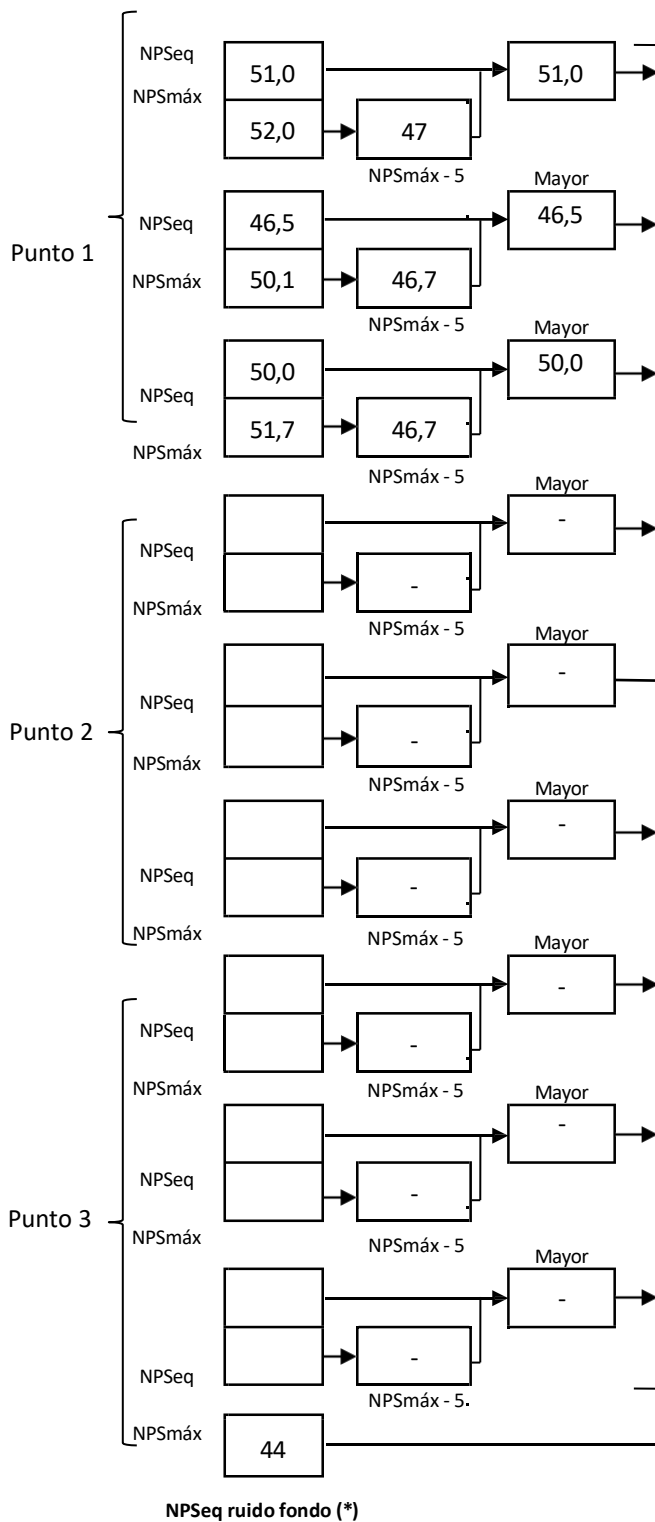 NPSeq 51,0 51,0
NPSmáx 52,0 47
NPSmáx - 5
Mayor
Punto 1
NPSeq 46,5 46,5
NPSmáx 50,1 46,7
NPSmáx - 5
Mayor
50,0 50,0
NPSeq
NPSmáx 51,7 46,7
NPSmáx - 5
Mayor
-
NPSeq
-
NPSmáx
NPSmáx - 5
Mayor
-
NPSeq
Punto 2
-
NPSmáx
NPSmáx - 5
Mayor
-
NPSeq
-
NPSmáx
NPSmáx - 5
Mayor
-
NPSeq
-
NPSmáx
NPSmáx - 5
Mayor
-
NPSeq
-
Punto 3
NPSmáx
NPSmáx - 5
Mayor
-
-
NPSeq
NPSmáx - 5
NPSmáx
44
NPSeq ruido fondo (*)